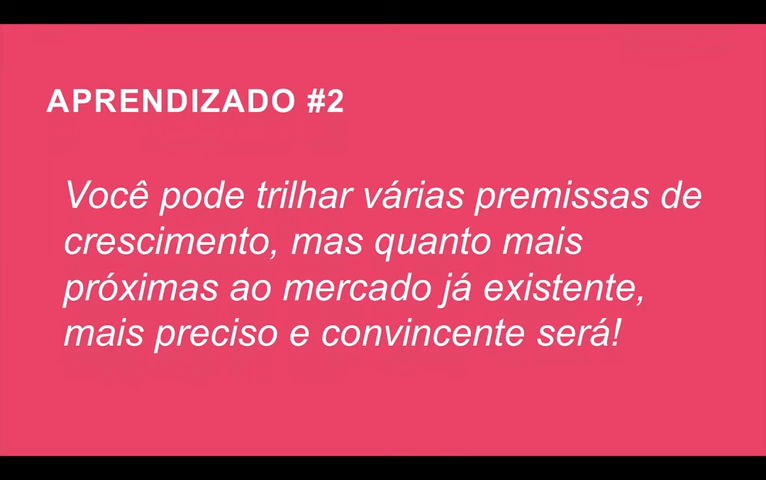 APRENDIZADO #2
Você pode trilhar várias premissas de
crescimento, mas quanto mais
próximas ao mercado já existente,
mais preciso e convincente será!